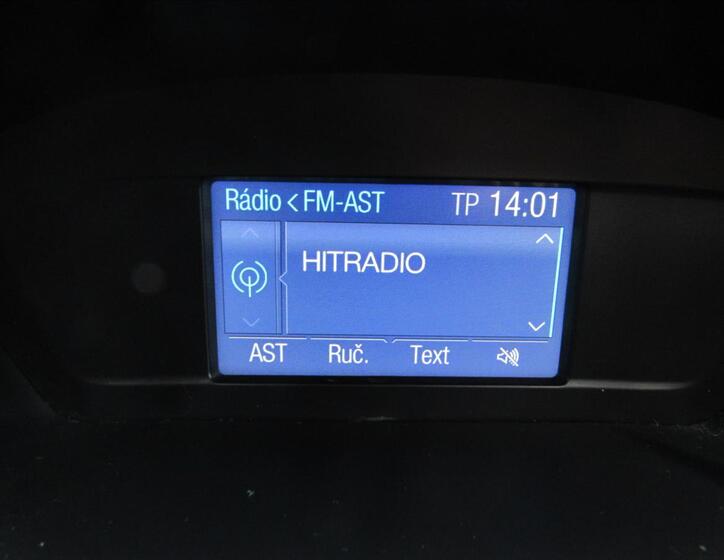 Rádio < FM-AST TP 14:01
HITRADIO
AST Ruč. Text